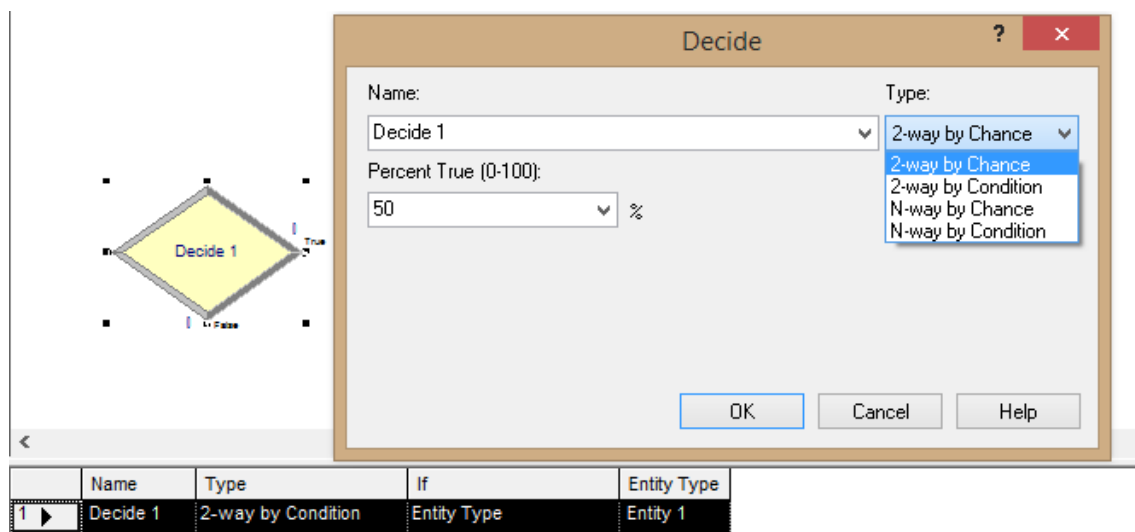 Decide
?
×
Name:
Type:
Decide 1
2-way by Chance
2-way by Chance
2-way by Condition
N-way by Chance
N-way by Condition
Percent True (0-100):
50
%
Decide 1
True
False
OK
Cancel
Help
<
Name Type If Entity Type
1 Decide 1 2-way by Condition Entity Type Entity 1